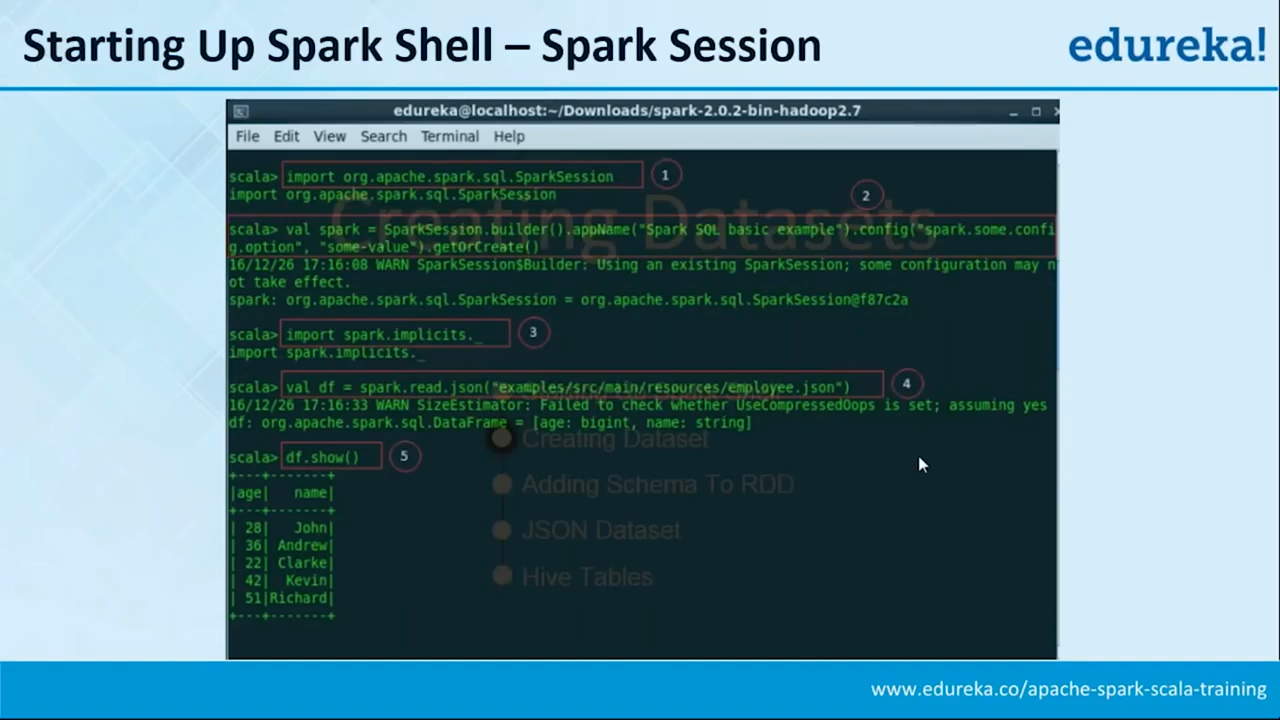 Starting Up Spark Shell – Spark Session
edureka!
edureka@localhost:~/Downloads/spark-2.0.2-bin-hadoop2.7
File Edit View Search Terminal Help
scala> import org.apache.spark.sql.SparkSession 1
import org.apache.spark.sql.SparkSession
2
Creating Datasets
scala> val spark = SparkSession.builder().appName("Spark SQL basic example").config("spark.some.confi
g.option", "some-value").getOrCreate()
16/12/26 17:16:08 WARN SparkSession$Builder: Using an existing SparkSession; some configuration may n
ot take effect.
spark: org.apache.spark.sql.SparkSession = org.apache.spark.sql.SparkSession@f87c2a
scala> import spark.implicits._ 3
import spark.implicits._
scala> val df = spark.read.json("examples/src/main/resources/employee.json") 4
16/12/26 17:16:33 WARN SizeEstimator: Failed to check whether UseCompressedOops is set; assuming yes
df: org.apache.spark.sql.DataFrame = [age: bigint, name: string]
Creating Dataset
scala> df.show() 5
+---+-------+
|age|   name|
+---+-------+
| 28|   John|
| 36| Andrew|
| 22| Clarke|
| 42|  Kevin|
| 51|Richard|
+---+-------+
Adding Schema To RDD
JSON Dataset
Hive Tables
www.edureka.co/apache-spark-scala-training